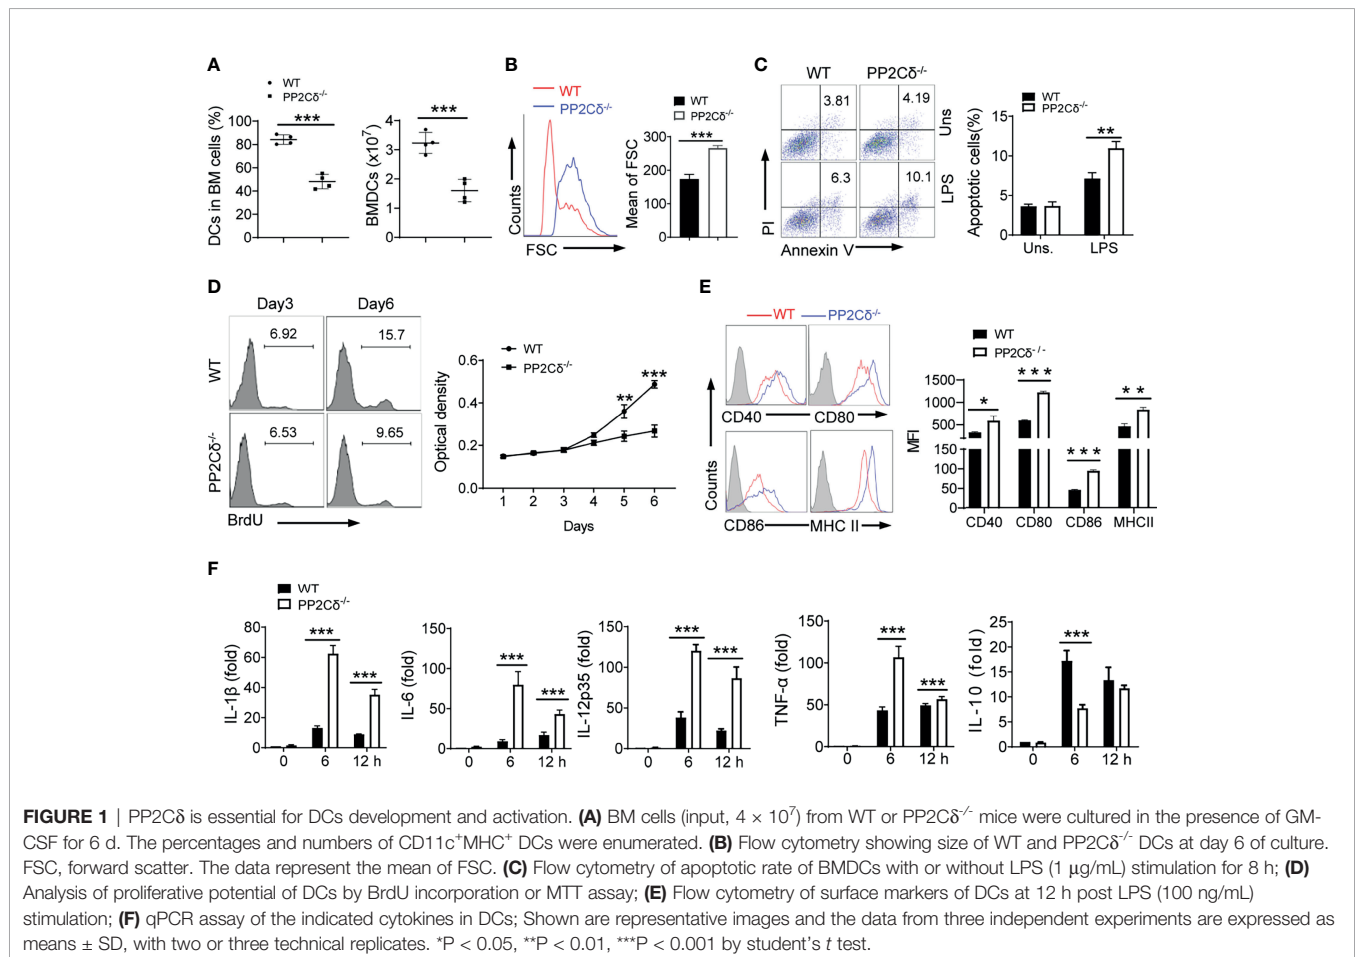 A
WT
PP2Cδ-/-
***
DCs in BM cells (%)
100
80
60
40
20
0
***
BMDCs (x10⁷)
5
4
3
2
1
0
B
WT
PP2Cδ-/-
Counts
FSC
WT
PP2Cδ-/-
***
Mean of FSC
300
200
100
0
C
WT PP2Cδ-/-
3.81 4.19
Uns
6.3 10.1
LPS
PI
Annexin V
WT
PP2Cδ-/-
**
Apoptotic cells(%)
15
10
5
0
Uns. LPS
D
Day3 Day6
WT
6.92 15.7
PP2Cδ-/-
6.53 9.65
BrdU
WT
PP2Cδ-/-
** ***
Optical density
0.6
0.4
0.2
0.0
1 2 3 4 5 6
Days
E
WT PP2Cδ-/-
Counts
CD40 CD80
CD86 MHC II
WT
PP2Cδ-/-
* *** *** **
MFI
1500
1000
500
150
100
50
0
CD40 CD80 CD86 MHCII
F
WT
PP2Cδ-/-
IL-1β (fold)
80
60
40
20
0
*** ***
0 6 12 h
IL-6 (fold)
150
100
50
0
*** ***
0 6 12 h
IL-12p35 (fold)
150
100
50
0
*** ***
0 6 12 h
TNF-α (fold)
150
100
50
0
*** ***
0 6 12 h
IL-10 (fold)
25
20
15
10
5
0
***
0 6 12 h
FIGURE 1 | PP2Cδ is essential for DCs development and activation. (A) BM cells (input, 4 × 10⁷) from WT or PP2Cδ-/- mice were cultured in the presence of GM-
CSF for 6 d. The percentages and numbers of CD11c⁺MHC⁺ DCs were enumerated. (B) Flow cytometry showing size of WT and PP2Cδ-/- DCs at day 6 of culture.
FSC, forward scatter. The data represent the mean of FSC. (C) Flow cytometry of apoptotic rate of BMDCs with or without LPS (1 μg/mL) stimulation for 8 h; (D)
Analysis of proliferative potential of DCs by BrdU incorporation or MTT assay; (E) Flow cytometry of surface markers of DCs at 12 h post LPS (100 ng/mL)
stimulation; (F) qPCR assay of the indicated cytokines in DCs; Shown are representative images and the data from three independent experiments are expressed as
means ± SD, with two or three technical replicates. *P < 0.05, **P < 0.01, ***P < 0.001 by student's t test.